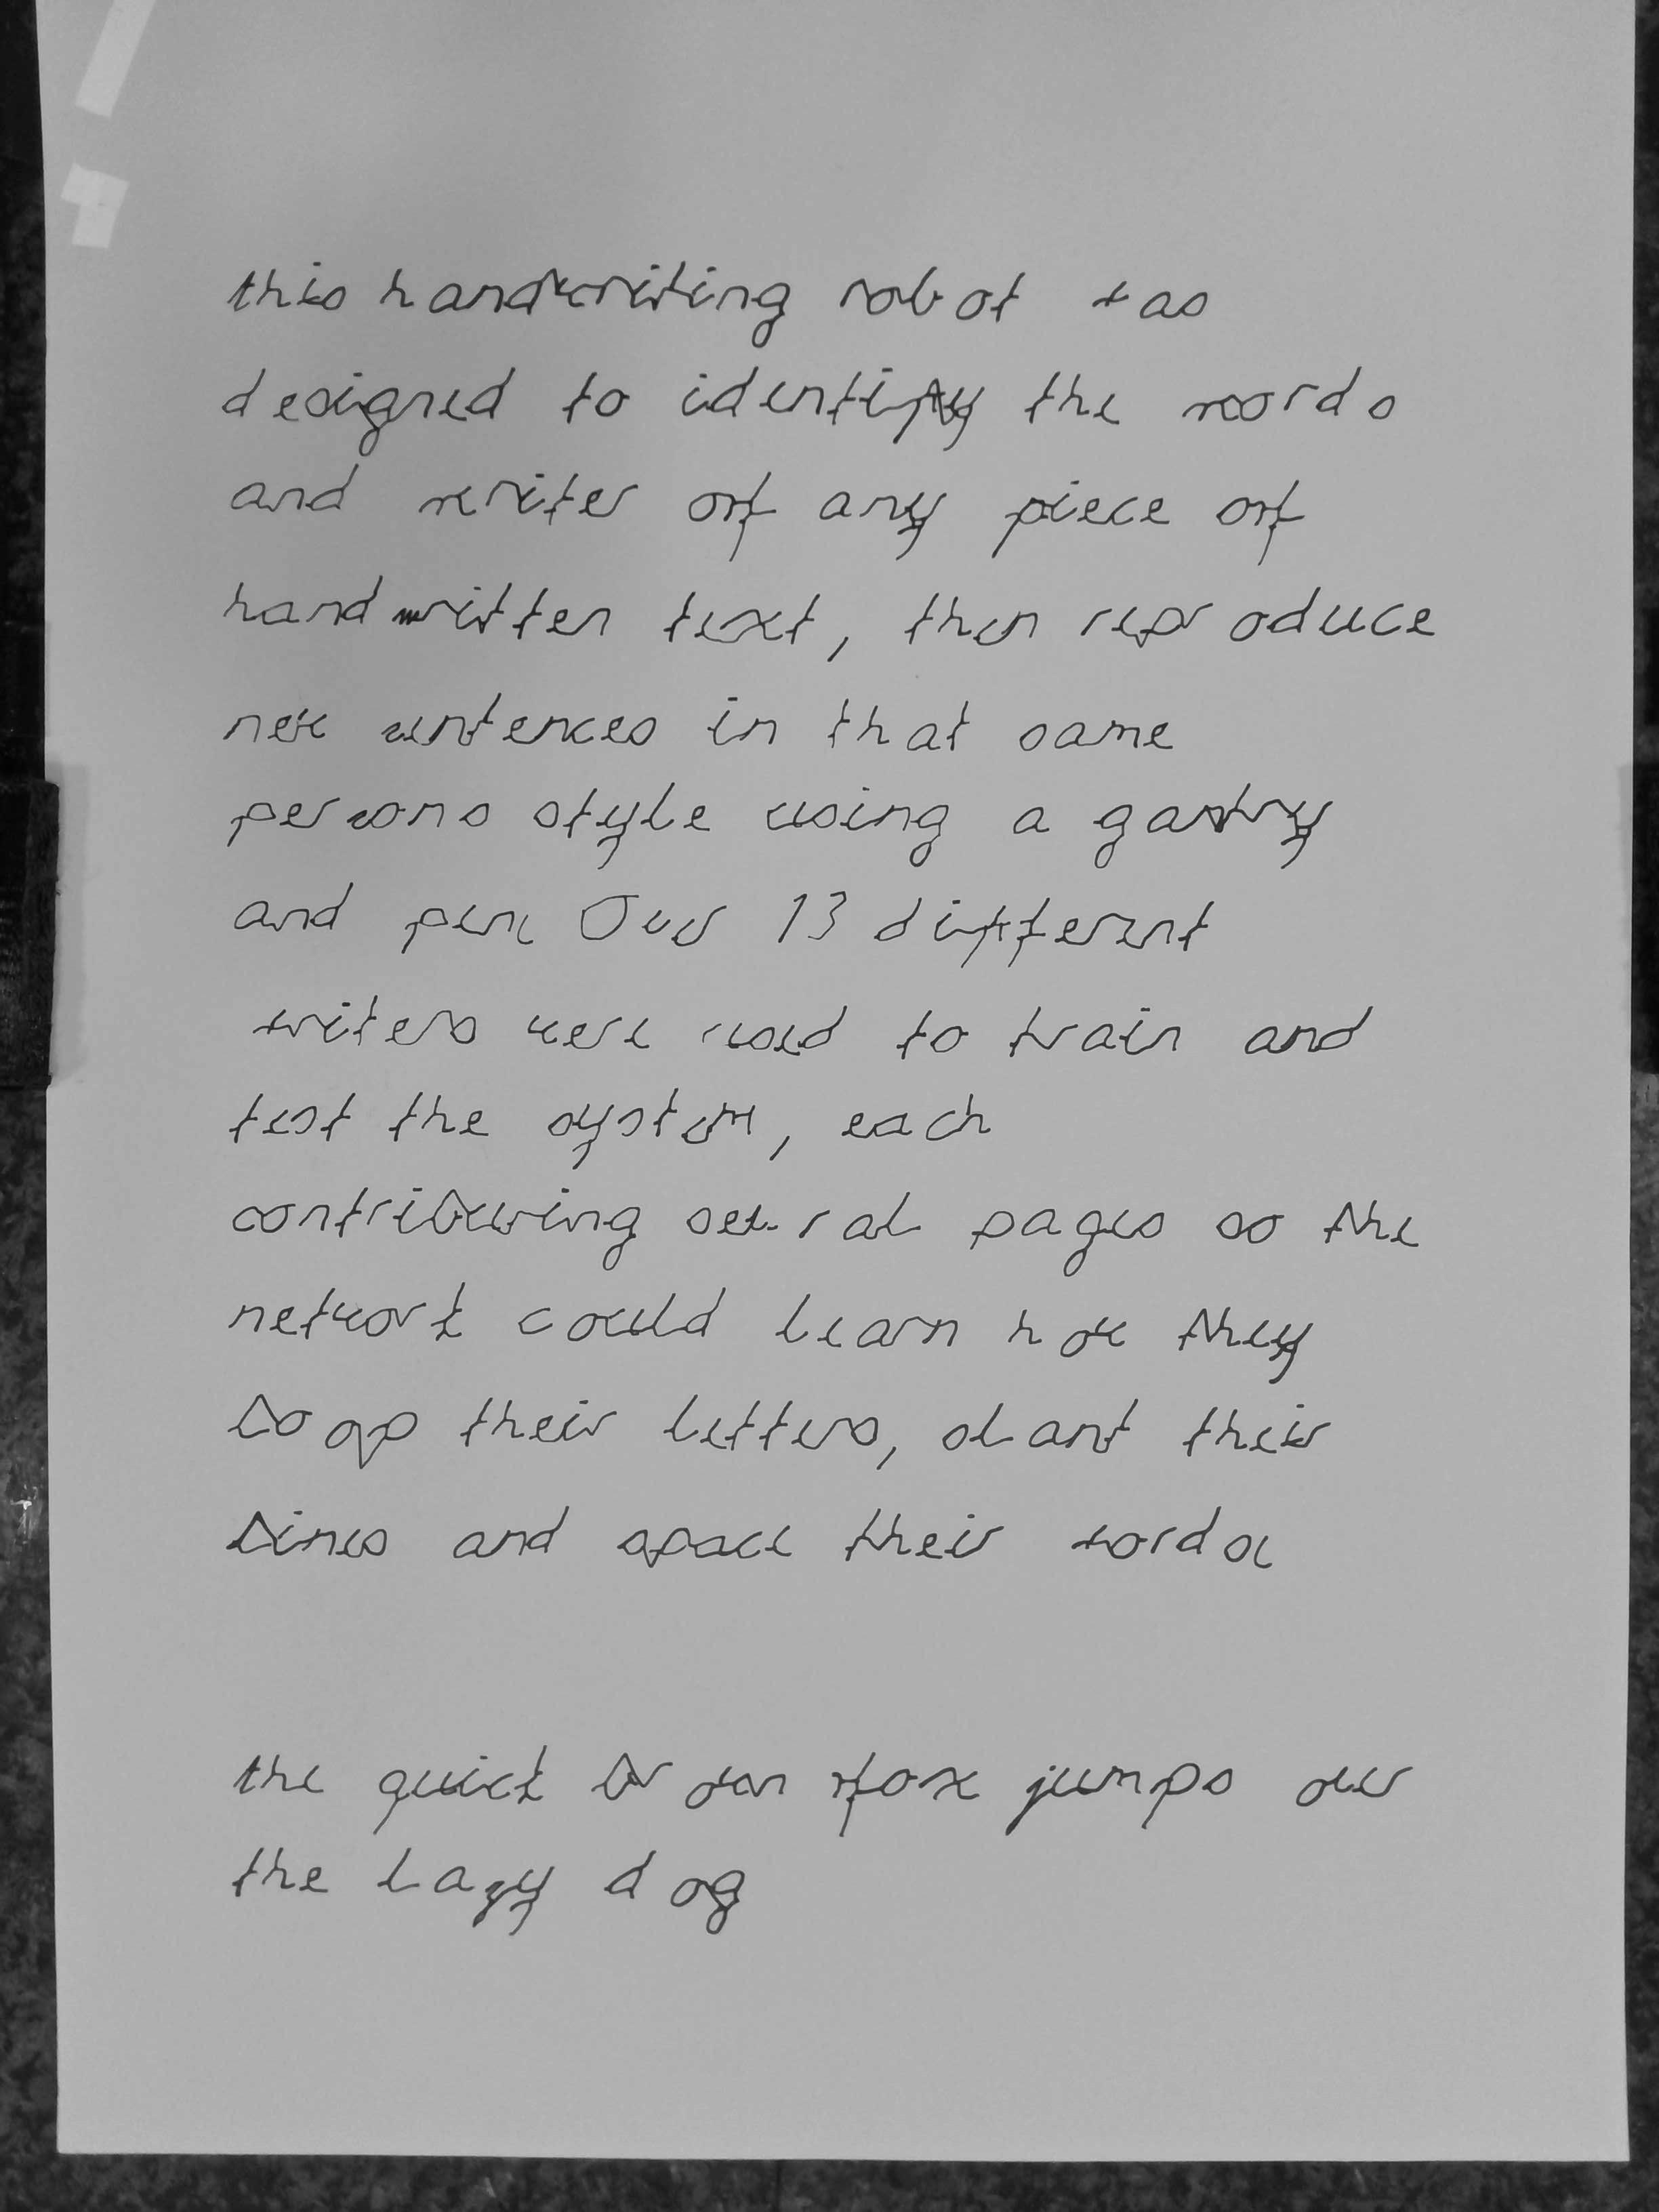 this handwriting robot was
designed to identify the words
and writer of any piece of
handwritten text, then reproduce
new sentences in that same
persons style using a gantry
and pen Over 13 different
writers were used to train and
test the system, each
contributing several pages so the
network could learn how they
loop their letters, slant their
lines and space their words
the quick brown fox jumps over
the lazy dog